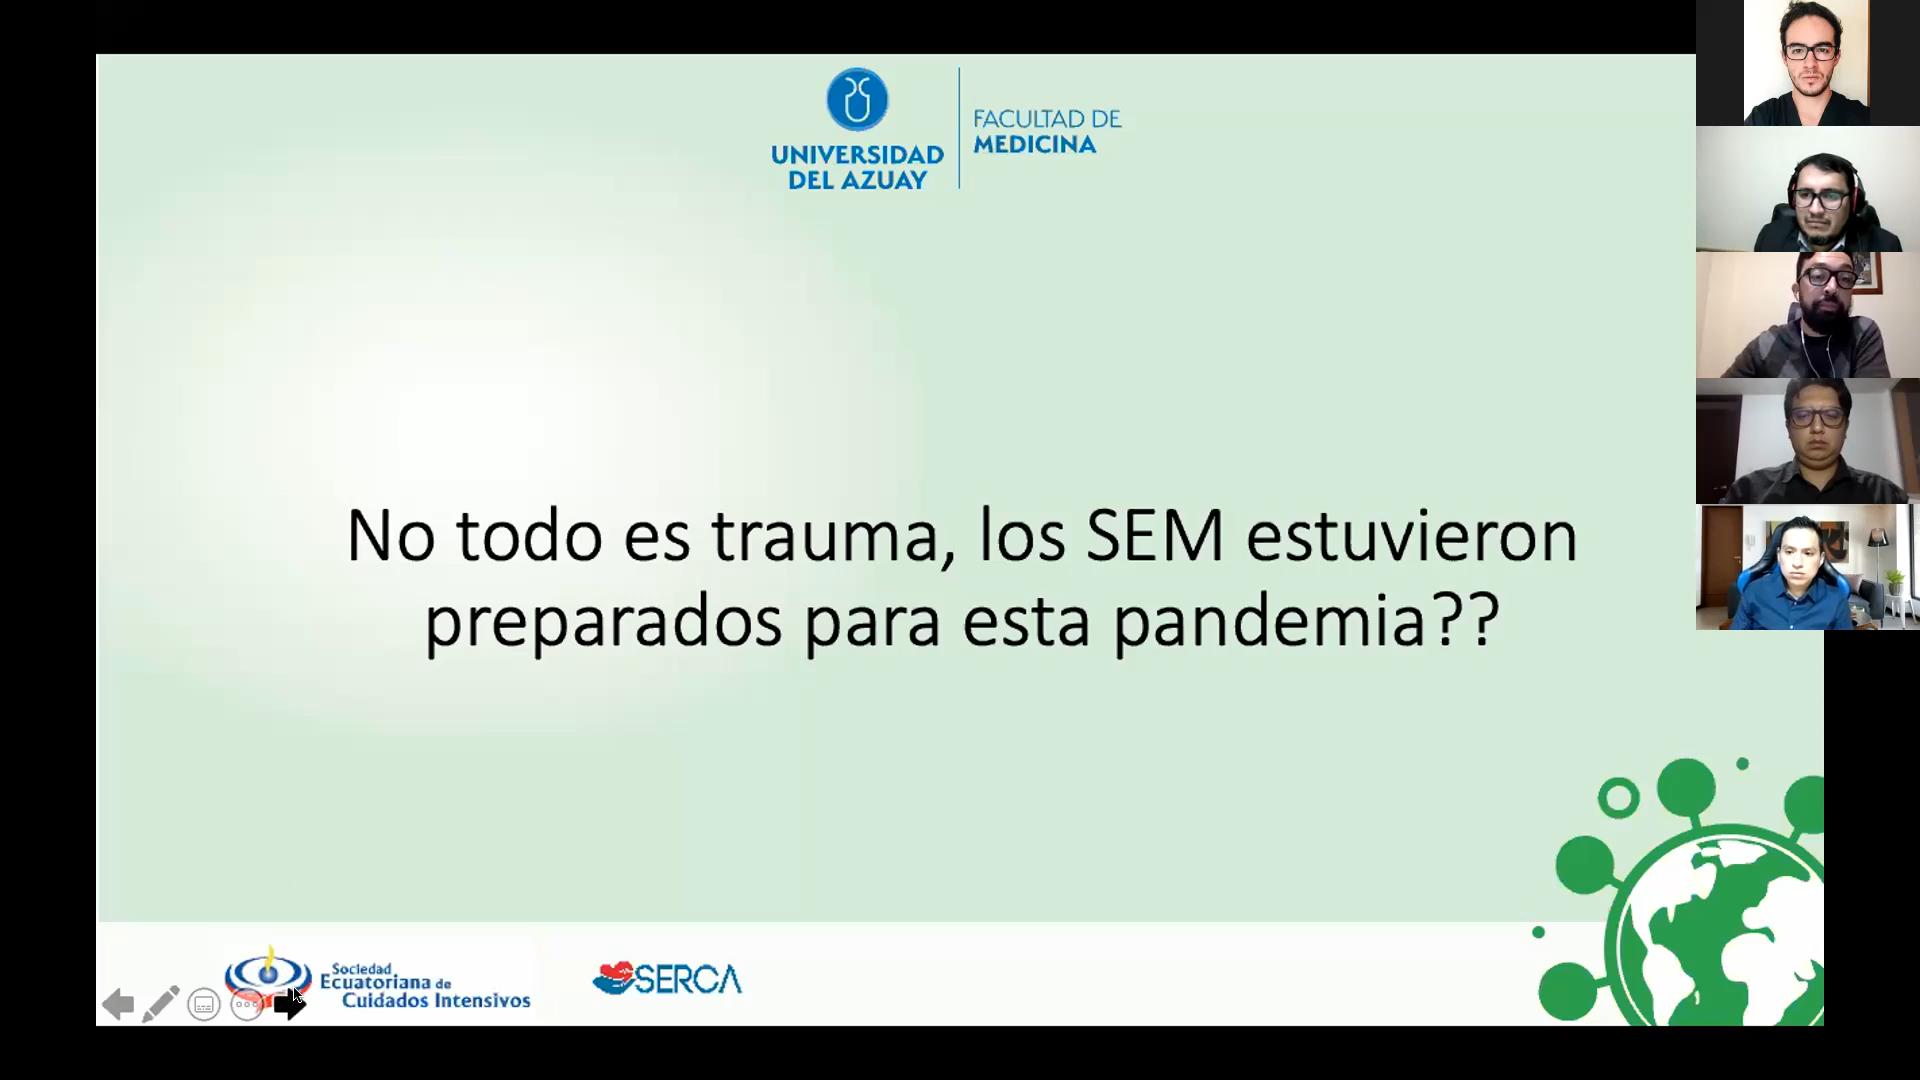 UNIVERSIDAD
DEL AZUAY
FACULTAD DE
MEDICINA
No todo es trauma, los SEM estuvieron
preparados para esta pandemia??
Sociedad
Ecuatoriana de
Cuidados Intensivos
SERCA